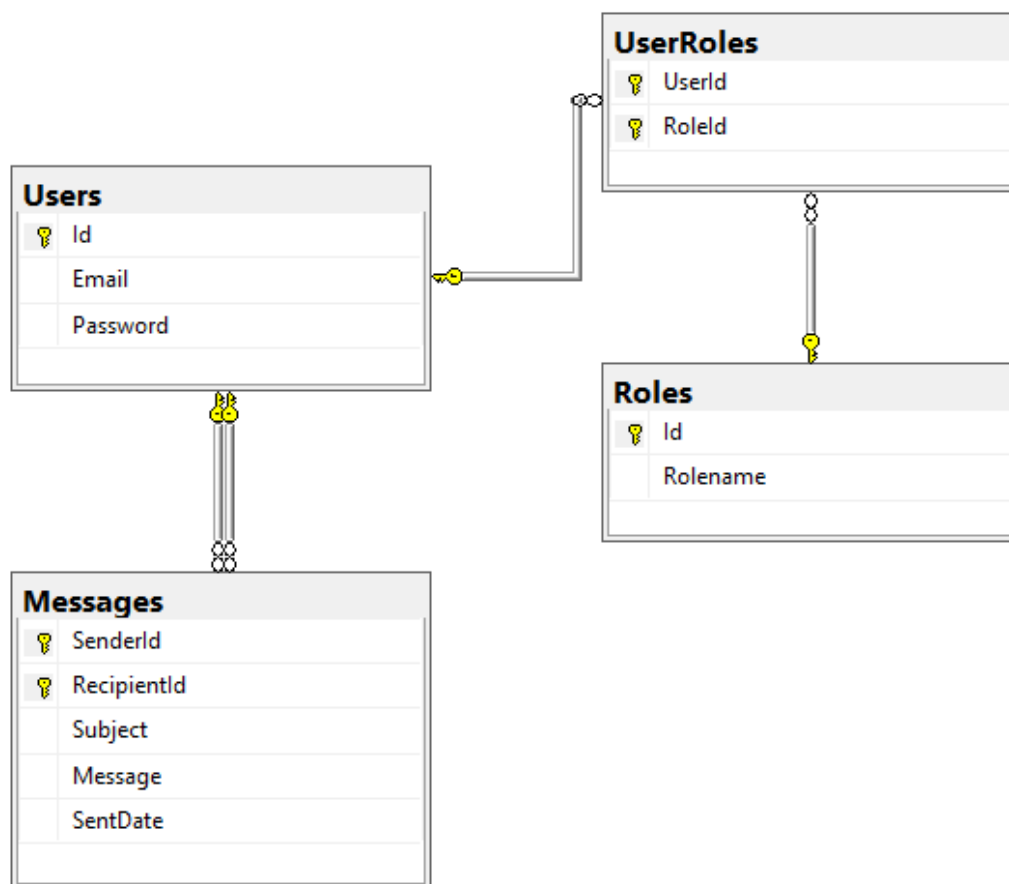 UserRoles
UserId
RoleId
Users
Id
Email
Password
Roles
Id
Rolename
Messages
SenderId
RecipientId
Subject
Message
SentDate